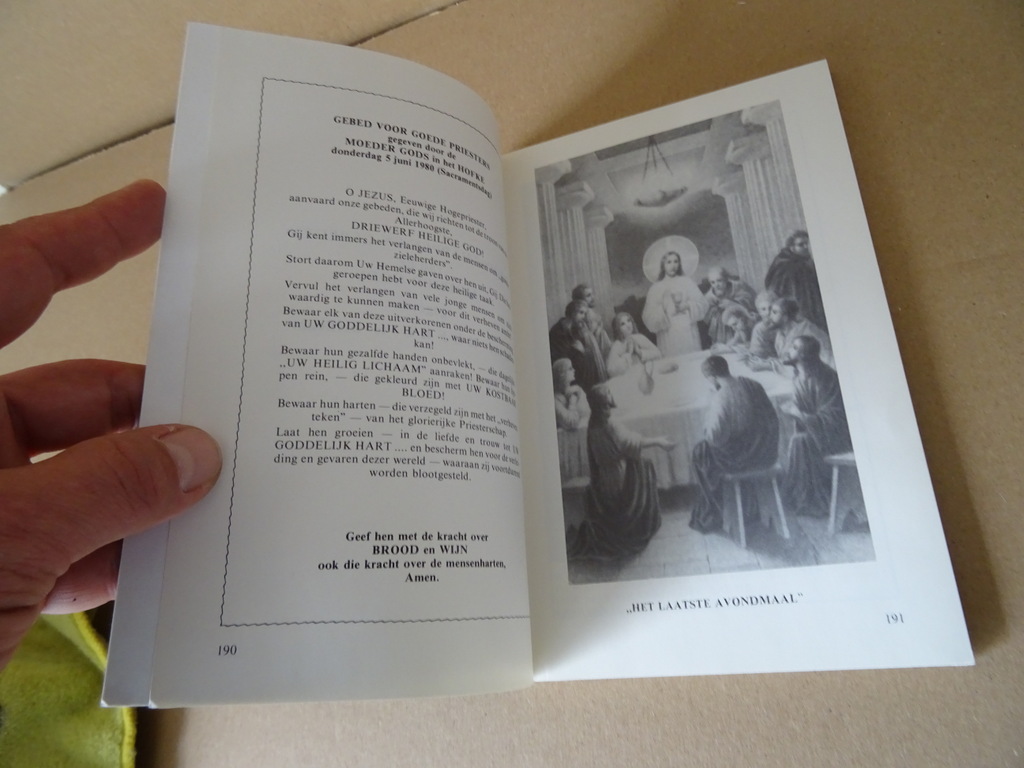 GEBED VOOR GOEDE PRIESTERS
gegeven door de
MOEDER GODS in het HOFKE
donderdag 5 juni 1980 (Sacramentsdag)
O JEZUS, Eeuwige Hogepriester,
aanvaard onze gebeden, die wij richten tot de
Allerhoogste,
DRIEWERF HEILIGE GOD!
Gij kent immers het verlangen van de mensen om
zieleherders".
Stort daarom Uw Hemelse gaven over hen uit, Gij
geroepen hebt voor deze heilige taak.
Vervul het verlangen van vele jonge mensen om
waardig te kunnen maken — voor dit verheven
Bewaar elk van deze uitverkorenen onder de
van UW GODDELIJK HART ...., waar niets hen
kan!
Bewaar hun gezalfde handen onbevlekt, — die
„UW HEILIG LICHAAM" aanraken! Bewaar
pen rein, — die gekleurd zijn met UW
BLOED!
Bewaar hun harten — die verzegeld zijn met het
teken" — van het glorierijke Priesterschap.
Laat hen groeien — in de liefde en trouw tot
GODDELIJK HART .... en bescherm hen voor de
ding en gevaren dezer wereld — waaraan zij
worden blootgesteld.
Geef hen met de kracht over
BROOD en WIJN
ook die kracht over de mensenharten,
Amen.
190
„HET LAATSTE AVONDMAAL"
191